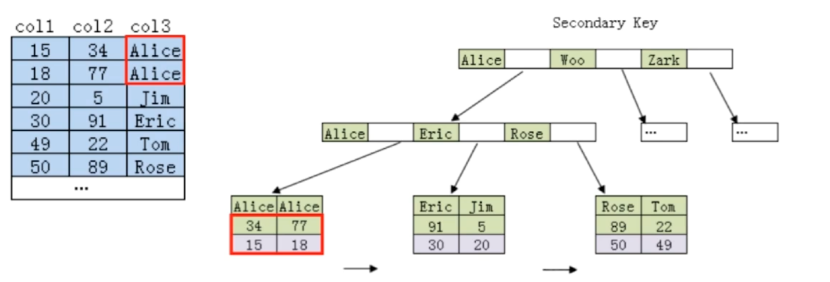 Secondary Key
col1 col2 col3
15 34 Alice
18 77 Alice
20 5 Jim
30 91 Eric
49 22 Tom
50 89 Rose
...
Alice Woo Zark
Alice Eric Rose
... ...
Alice Alice
34 77
15 18
Eric Jim
91 5
30 20
Rose Tom
89 22
50 49